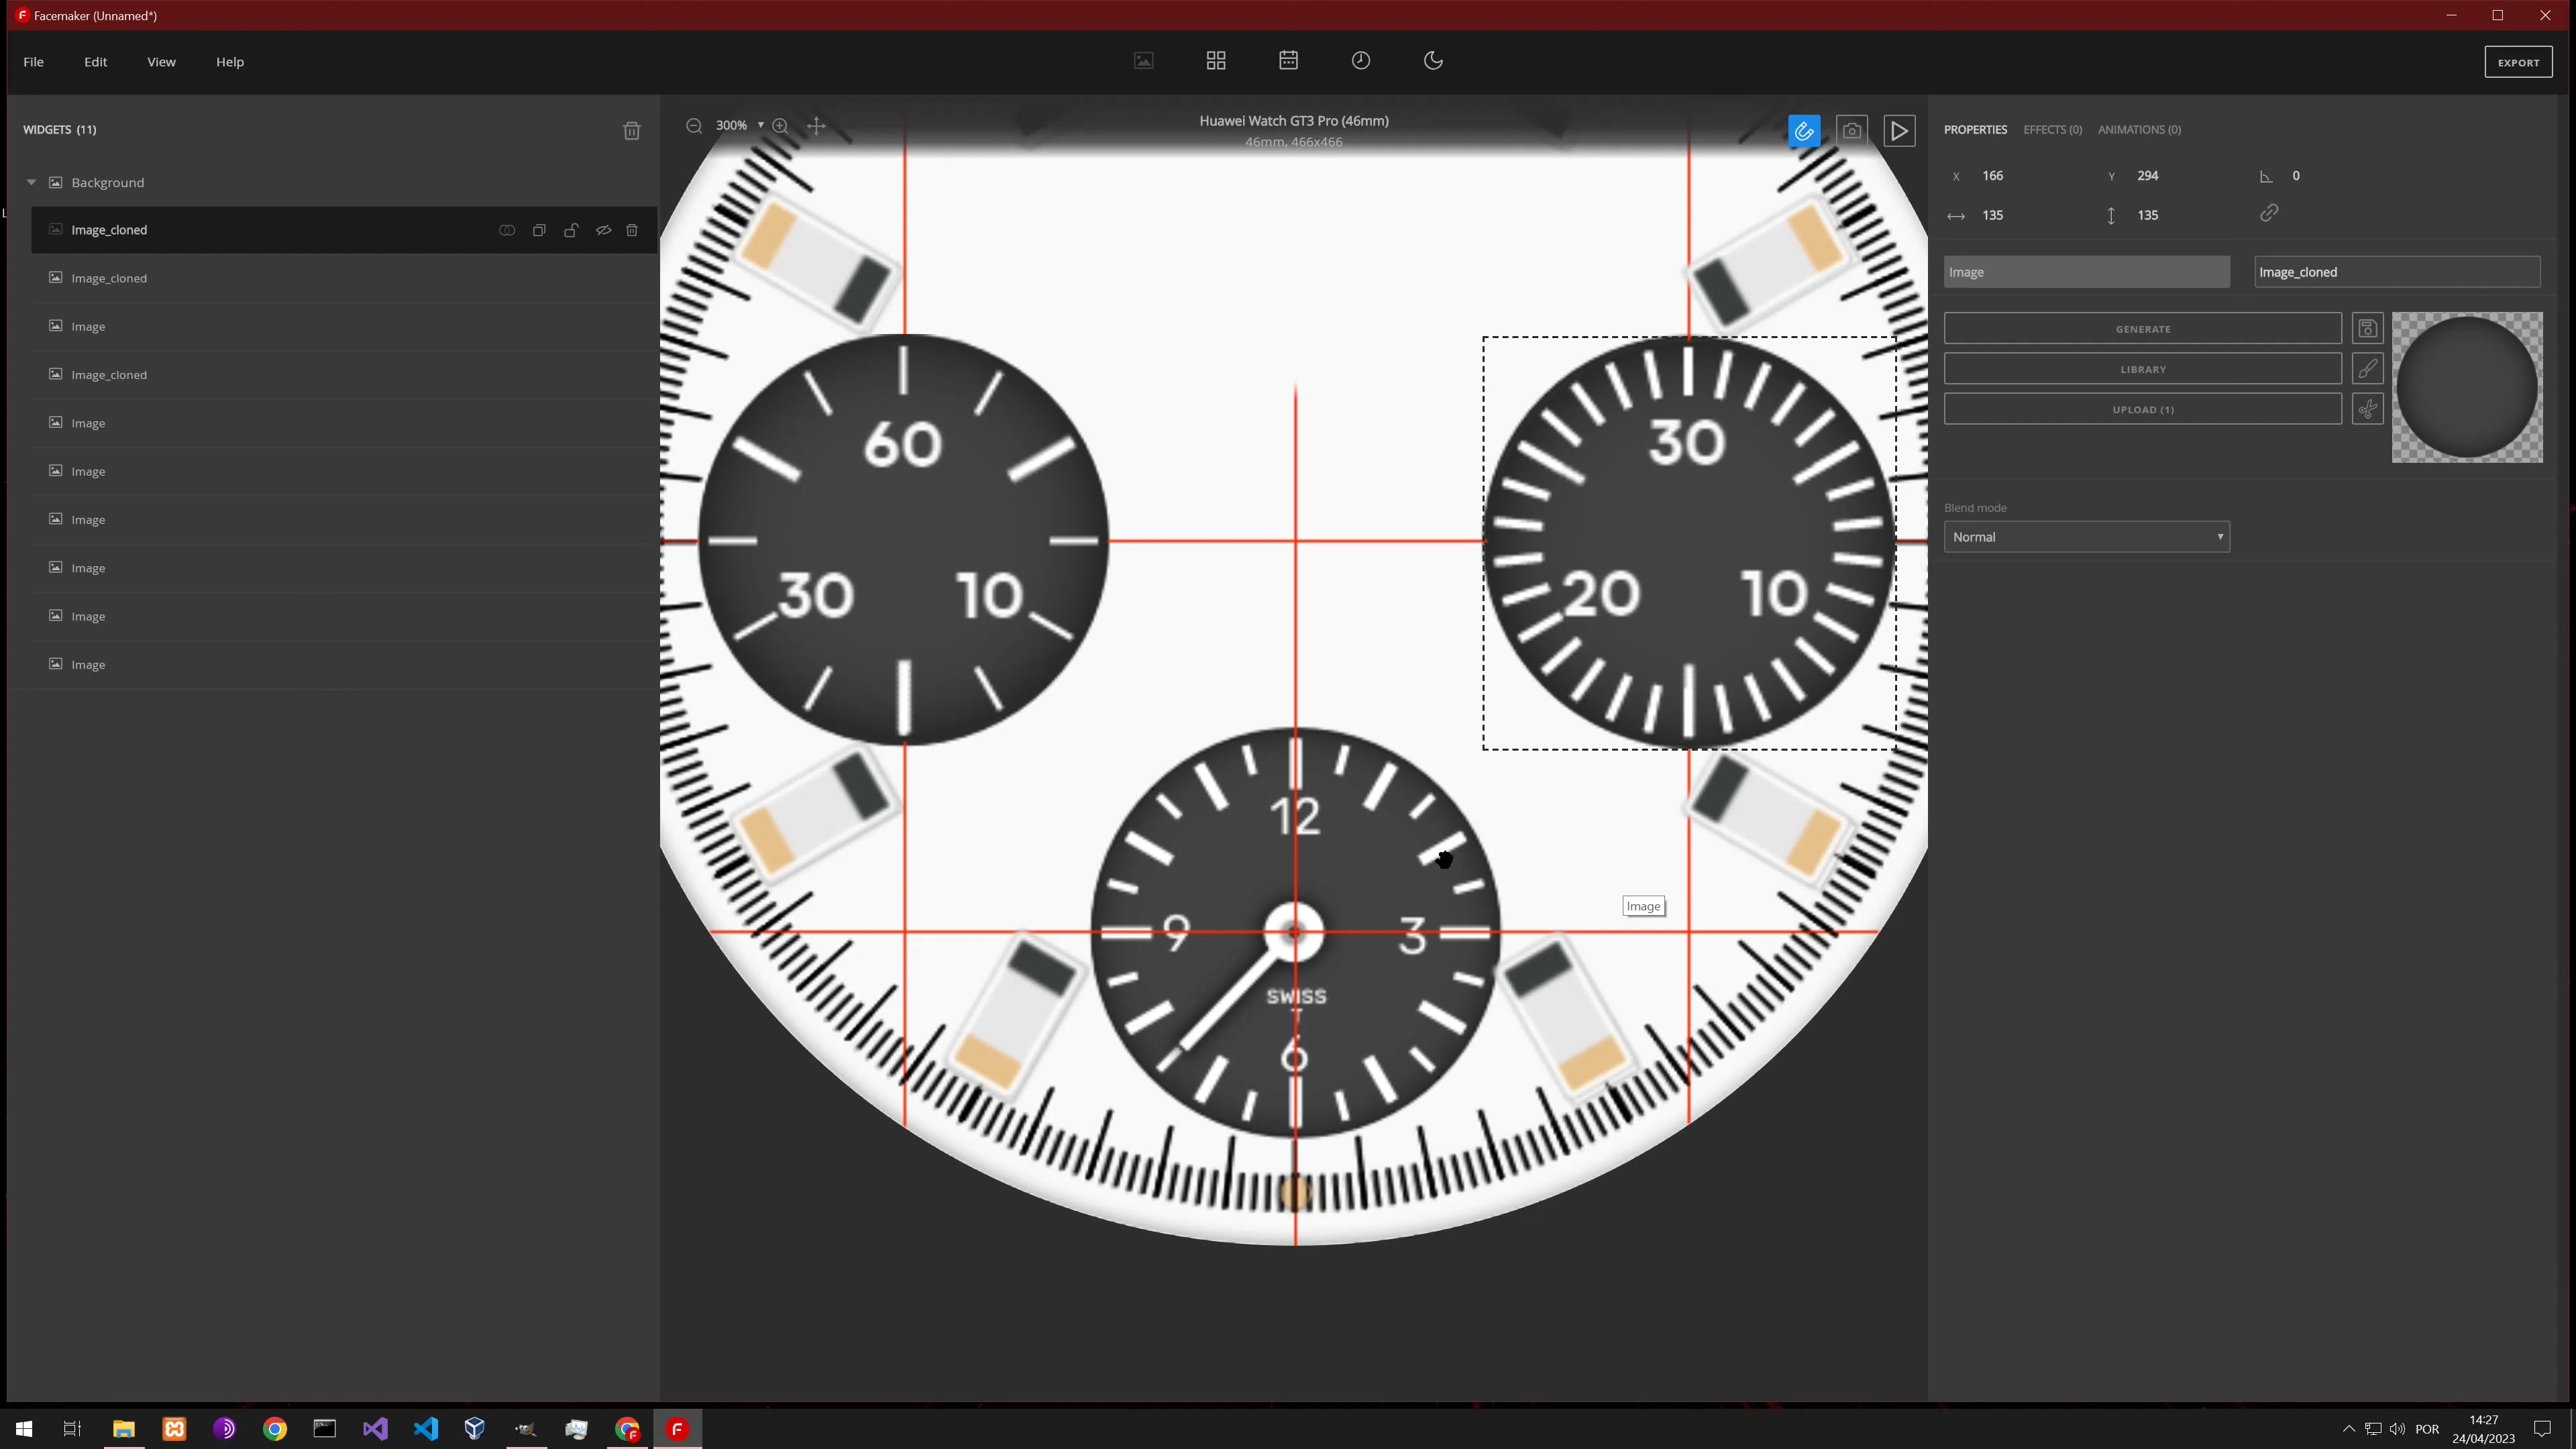 Facemaker (Unnamed*)
File Edit View Help
EXPORT
WIDGETS (11)
Background
Image_cloned
Image_cloned
Image
Image_cloned
Image
Image
Image
Image
Image
Image
300%
Huawei Watch GT3 Pro (46mm)
46mm, 466x466
60
30 10
30
20 10
12
9 3
SWISS
T
6
Image
PROPERTIES EFFECTS (0) ANIMATIONS (0)
X 166 Y 294 0
135 135
Image Image_cloned
GENERATE
LIBRARY
UPLOAD (1)
Blend mode
Normal
POR
14:27
24/04/2023